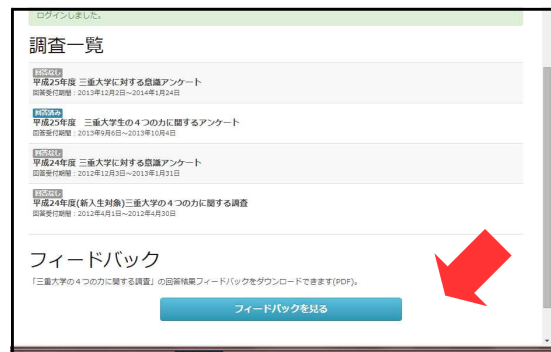 ログインしました。
調査一覧
回答なし
平成25年度 三重大学に対する意識アンケート
回答受付期間：2013年12月2日～2014年1月24日
回答済み
平成25年度　三重大学生の４つの力に関するアンケート
回答受付期間：2013年9月6日～2013年10月4日
回答なし
平成24年度 三重大学に対する意識アンケート
回答受付期間：2012年12月3日～2013年1月31日
回答なし
平成24年度(新入生対象)三重大学の４つの力に関する調査
回答受付期間：2012年4月1日～2012年4月30日
フィードバック
「三重大学の４つの力に関する調査」の回答結果フィードバックをダウンロードできます(PDF)。
フィードバックを見る